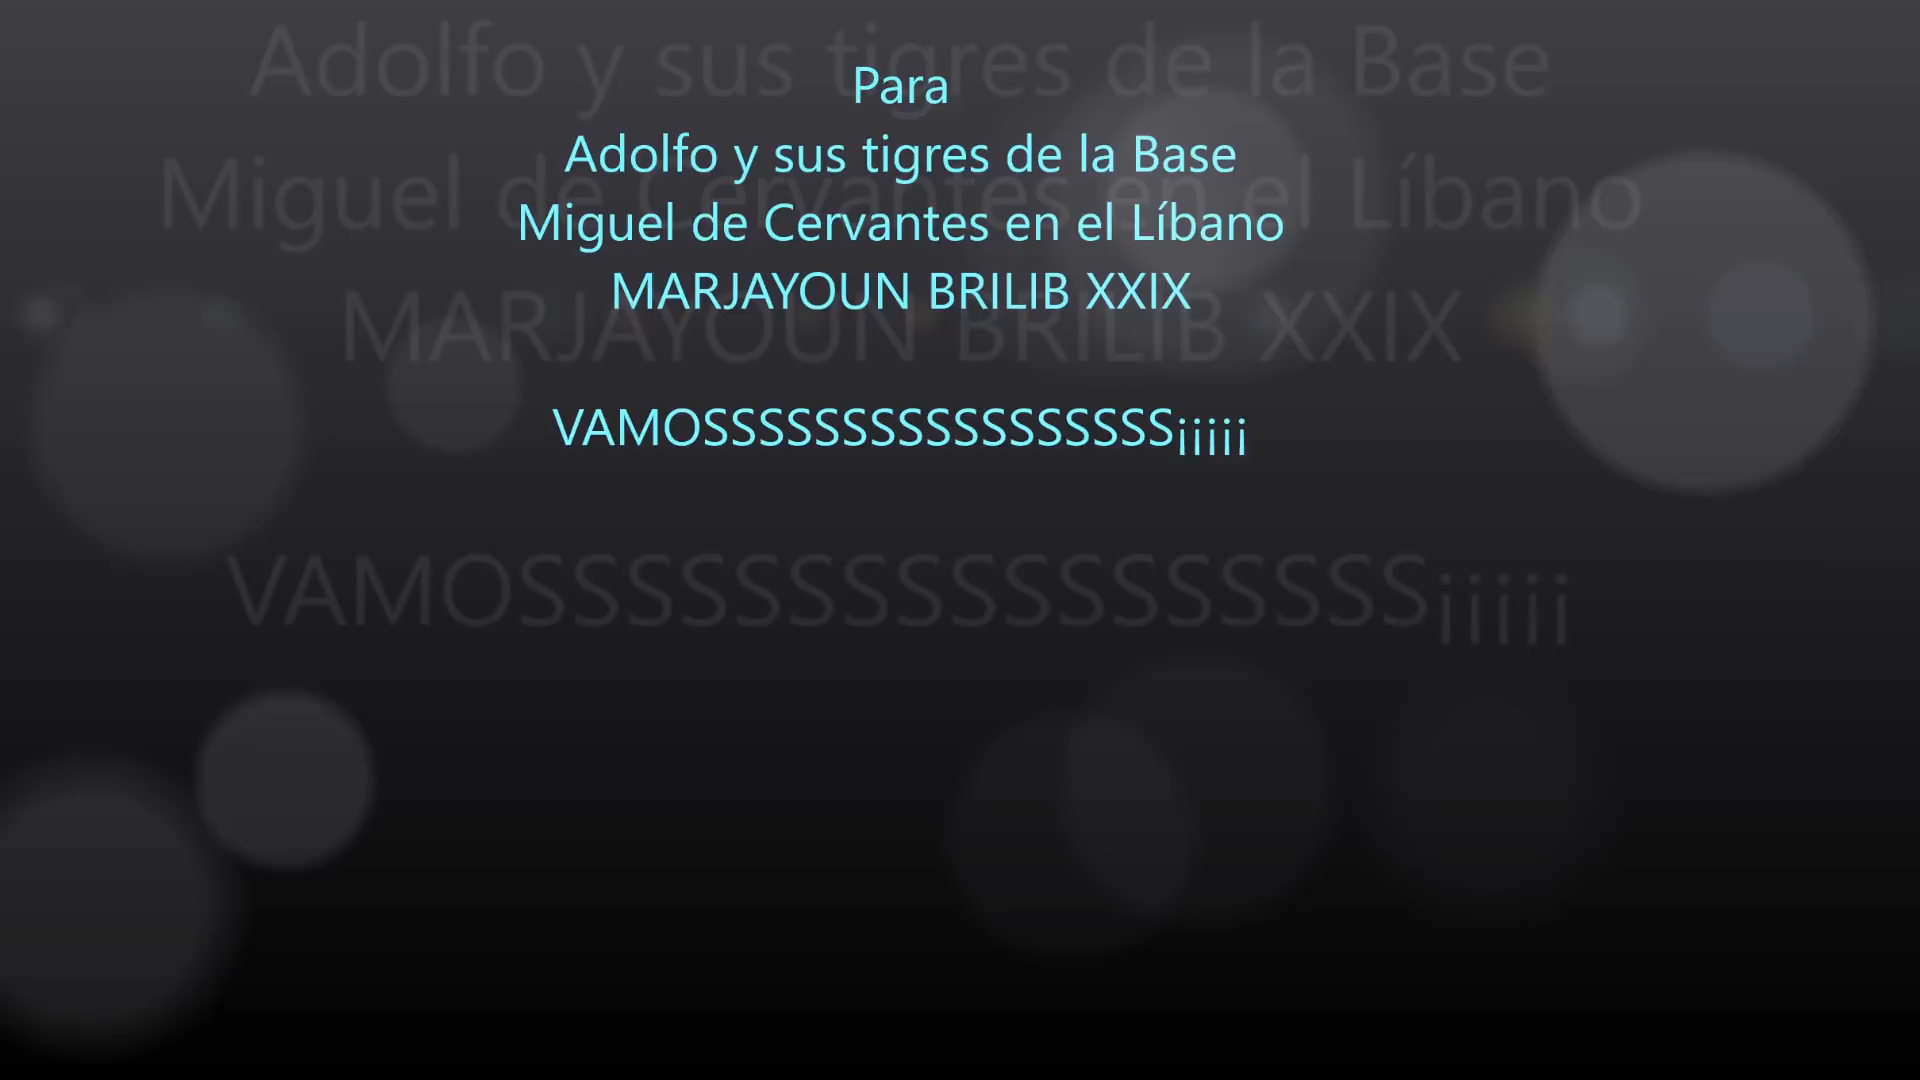 Para
Adolfo y sus tigres de la Base
Miguel de Cervantes en el Líbano
MARJAYOUN BRILIB XXIX
VAMOSSSSSSSSSSSSSSSSS¡¡¡¡¡